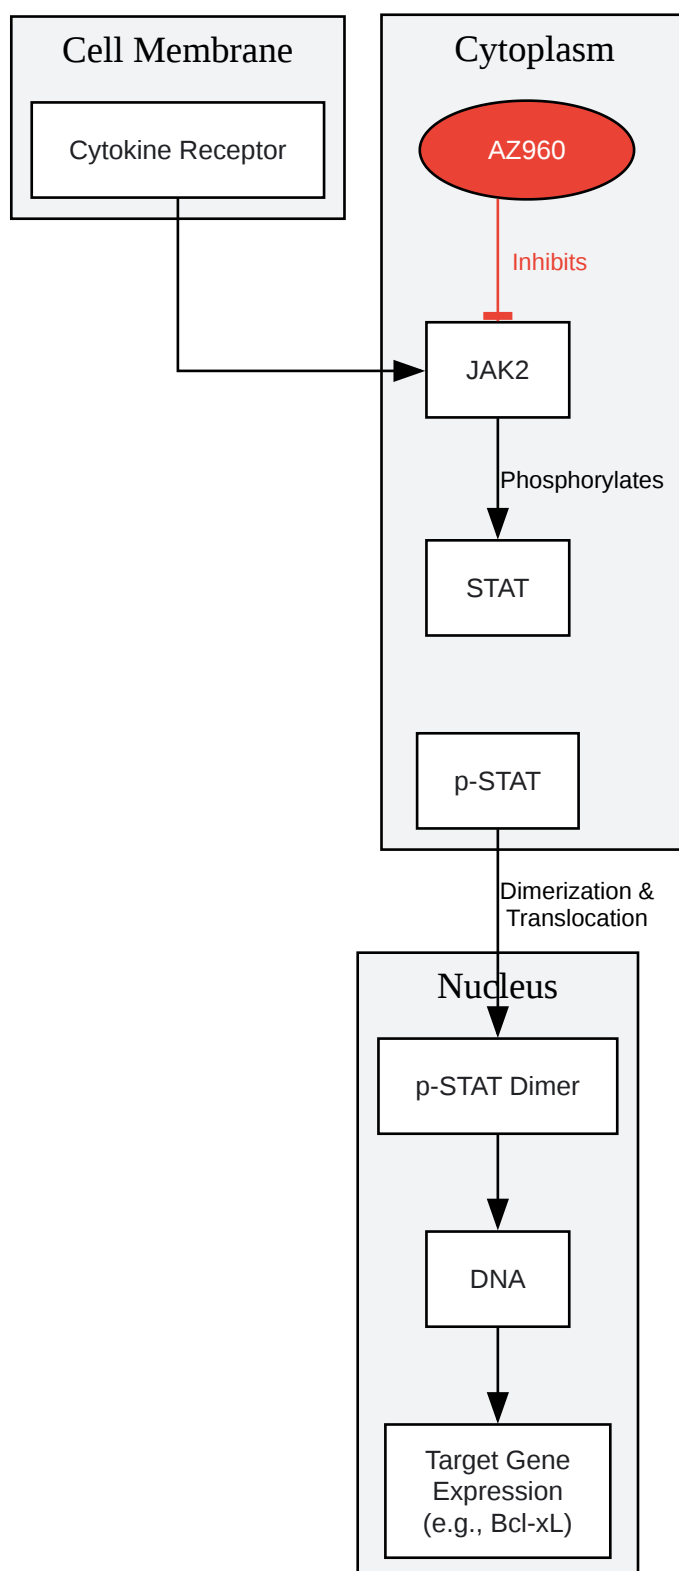 Cell Membrane
Cytokine Receptor
Cytoplasm
AZ960
Inhibits
JAK2
Phosphorylates
STAT
p-STAT
Dimerization &
Translocation
Nucleus
p-STAT Dimer
DNA
Target Gene
Expression
(e.g., Bcl-xL)